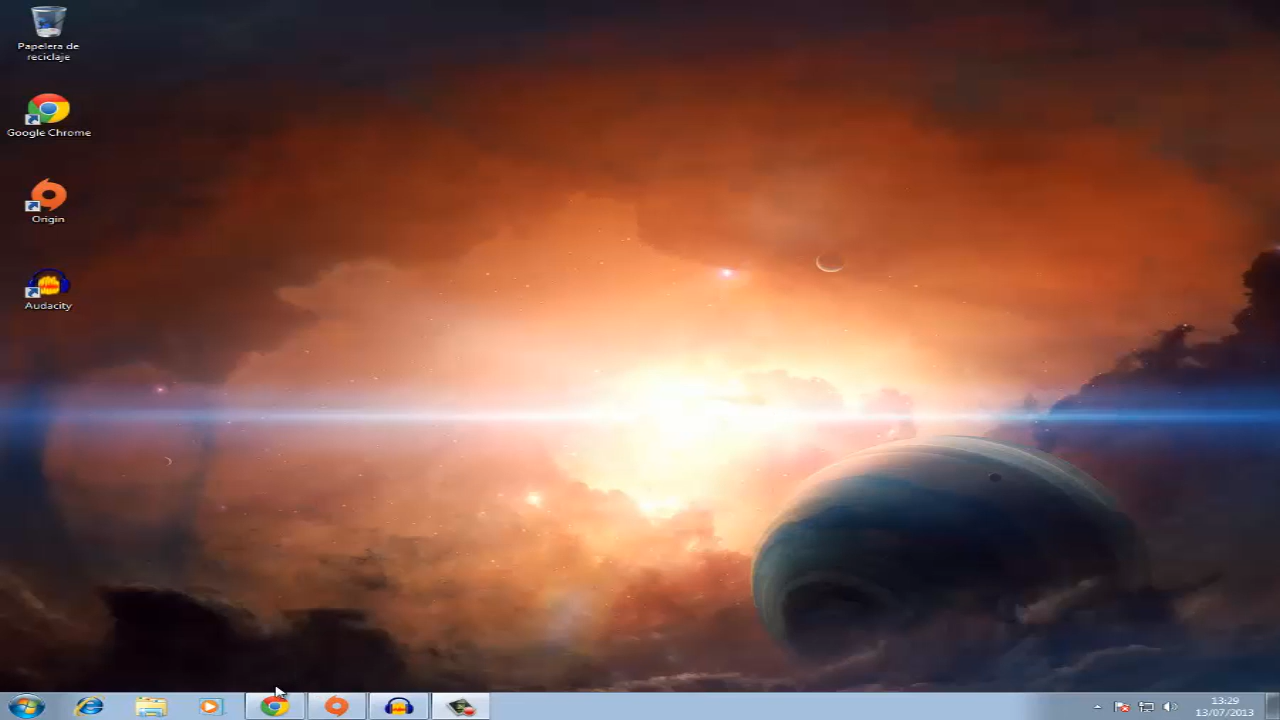 Papelera de
reciclaje
Google Chrome
Origin
Audacity
13:29
13/07/2013